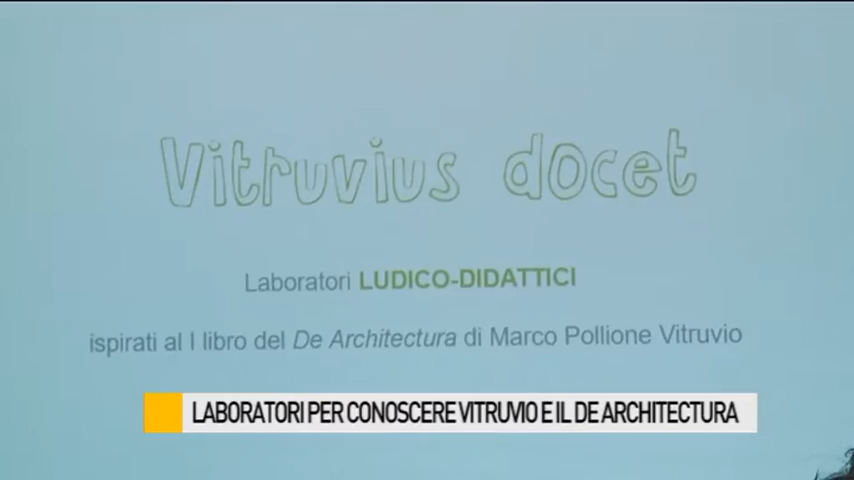 Vitruvius docet
Laboratori LUDICO-DIDATTICI
ispirati al I libro del De Architectura di Marco Pollione Vitruvio
LABORATORI PER CONOSCERE VITRUVIO E IL DE ARCHITECTURA